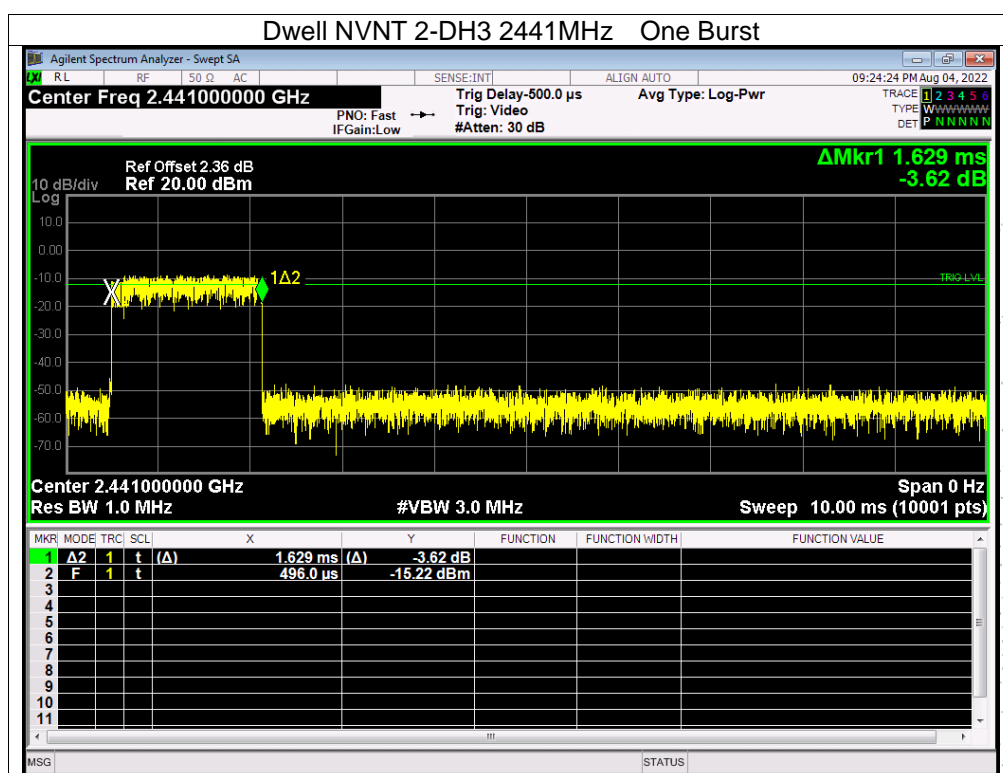 Dwell NVNT 2-DH3 2441MHz One Burst
Agilent Spectrum Analyzer - Swept SA
LXI RL RF 50 Ω AC SENSE:INT ALIGN AUTO 09:24:24 PM Aug 04, 2022
Center Freq 2.441000000 GHz Trig Delay-500.0 µs Avg Type: Log-Pwr TRACE 1 2 3 4 5 6
PNO: Fast Trig: Video TYPE WWWWWW
IFGain:Low #Atten: 30 dB DET P N N N N N
ΔMkr1 1.629 ms
-3.62 dB
Ref Offset 2.36 dB
10 dB/div Ref 20.00 dBm
Log
10.0
0.00
-10.0
1Δ2
TRIG LVL
-20.0
-30.0
-40.0
-50.0
-60.0
-70.0
Center 2.441000000 GHz Span 0 Hz
Res BW 1.0 MHz #VBW 3.0 MHz Sweep 10.00 ms (10001 pts)
MKR MODE TRC SCL X Y FUNCTION FUNCTION WIDTH FUNCTION VALUE
1 Δ2 1 t (Δ) 1.629 ms (Δ) -3.62 dB
2 F 1 t 496.0 µs -15.22 dBm
3
4
5
6
7
8
9
10
11
MSG STATUS